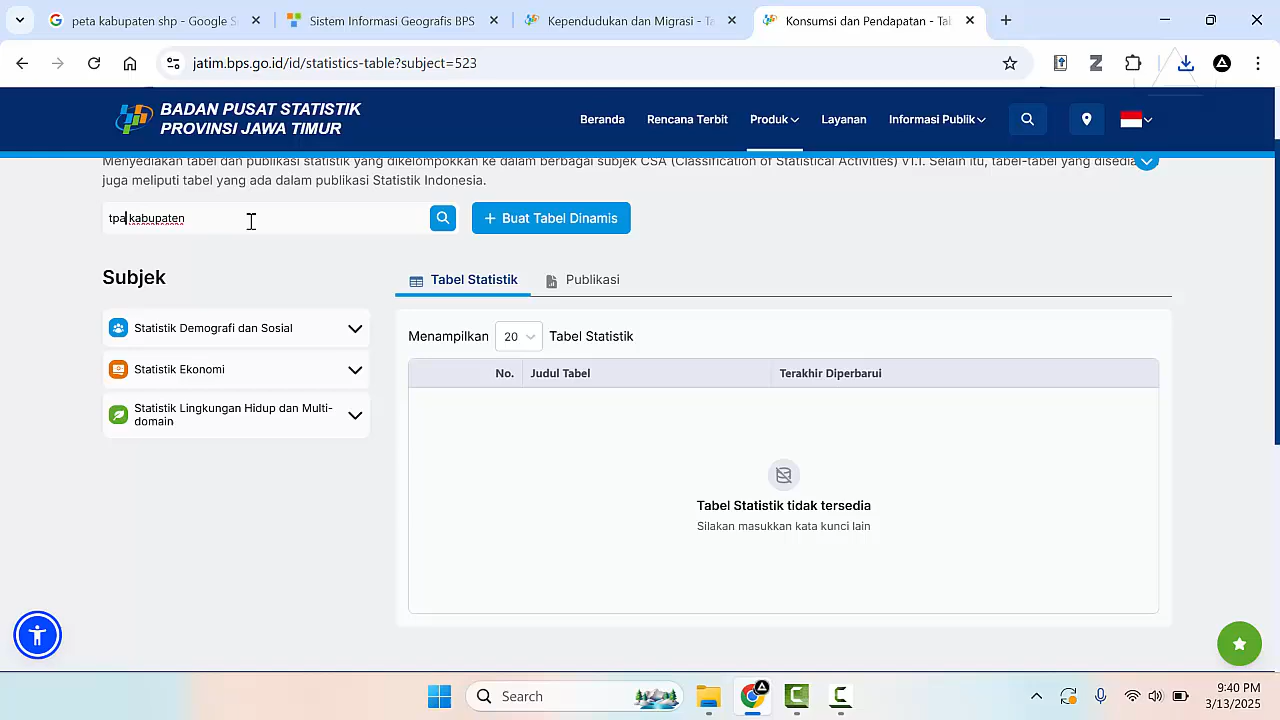 peta kabupaten shp - Google S
Sistem Informasi Geografis BPS
Kependudukan dan Migrasi - Ta
Konsumsi dan Pendapatan - Tab
jatim.bps.go.id/id/statistics-table?subject=523
BADAN PUSAT STATISTIK
PROVINSI JAWA TIMUR
Beranda
Rencana Terbit
Produk
Layanan
Informasi Publik
Menyediakan tabel dan publikasi statistik yang dikelompokkan ke dalam berbagai subjek CSA (Classification of Statistical Activities) v1.1. Selain itu, tabel-tabel yang disedia
juga meliputi tabel yang ada dalam publikasi Statistik Indonesia.
tpa kabupaten
+ Buat Tabel Dinamis
Subjek
Tabel Statistik
Publikasi
Statistik Demografi dan Sosial
Statistik Ekonomi
Statistik Lingkungan Hidup dan Multi-
domain
Menampilkan 20 Tabel Statistik
No. Judul Tabel Terakhir Diperbarui
Tabel Statistik tidak tersedia
Silakan masukkan kata kunci lain
Search
9:40 PM
3/13/2025